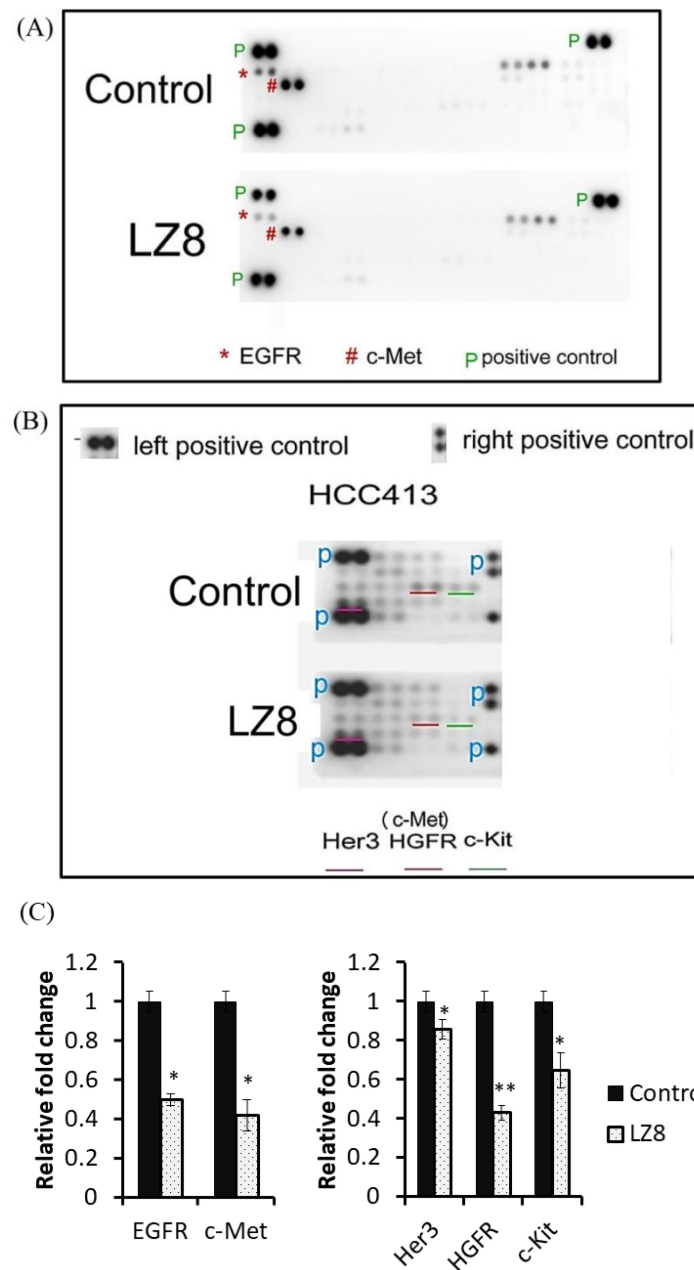 (A)
P
P
*
#
Control
P
P
P
*
#
LZ8
P
* EGFR # c-Met P positive control
(B)
left positive control
right positive control
HCC413
p
p
Control
p
p
p
LZ8
p
p
(c-Met)
Her3 HGFR c-Kit
(C)
Relative fold change
1.2
1
0.8
0.6
0.4
0.2
0
*
*
EGFR c-Met
Relative fold change
1.2
1
0.8
0.6
0.4
0.2
0
*
**
*
Her3 HGFR c-Kit
Contro
LZ8